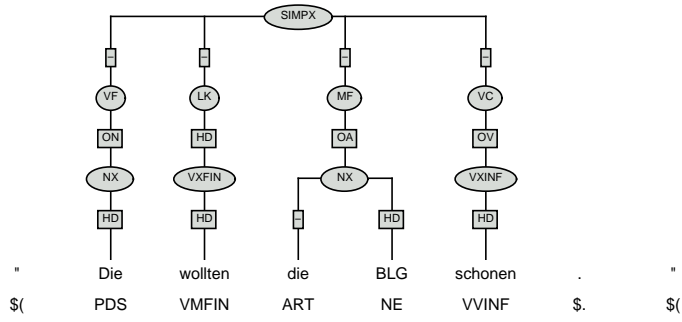 SIMPX
– – – –
VF LK MF VC
ON HD OA OV
NX VXFIN NX VXINF
HD HD – HD HD
" Die wollten die BLG schonen . "
$( PDS VMFIN ART NE VVINF $. $(